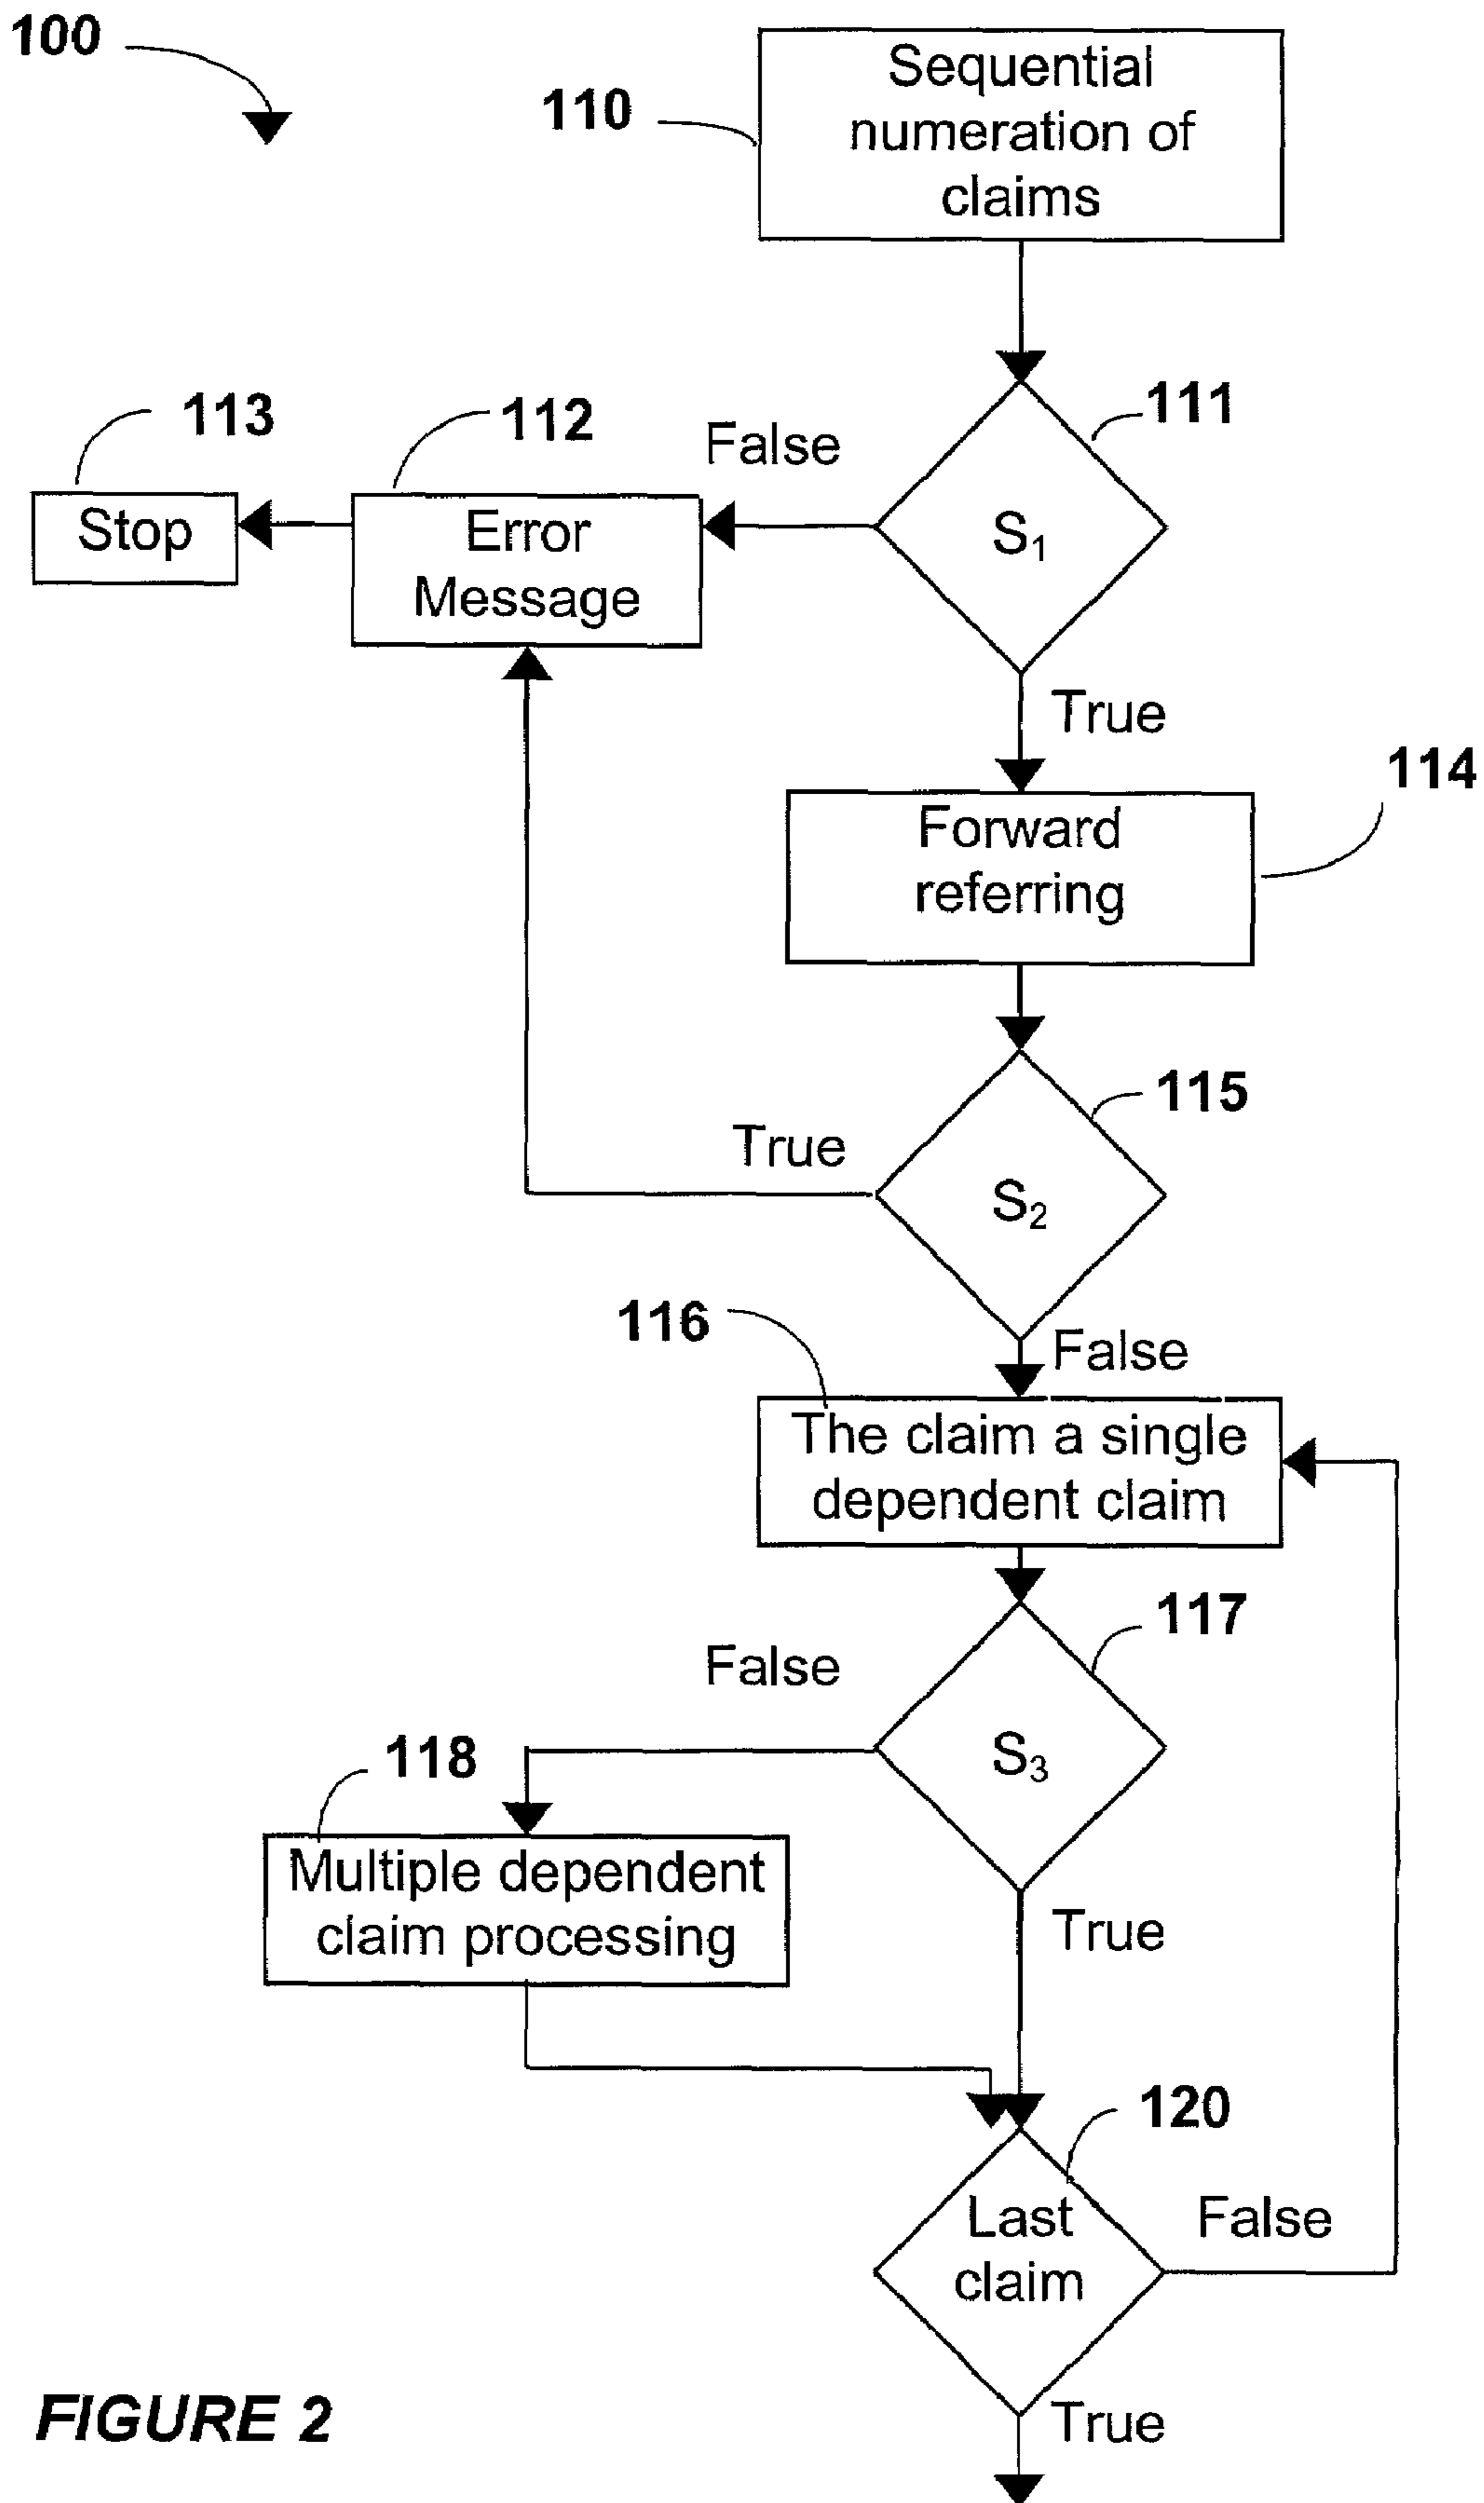 100
110
Sequential
numeration of
claims
113
112
False
111
Stop
Error
Message
S₁
True
114
Forward
referring
115
True
S₂
116
False
The claim a single
dependent claim
117
False
118
S₃
Multiple dependent
claim processing
True
120
Last
claim
False
FIGURE 2
True